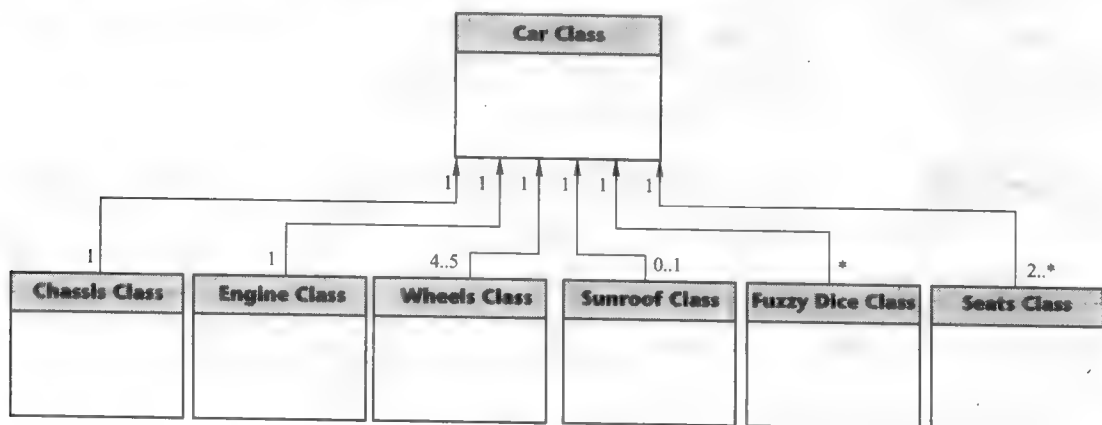 Car Class
1 1 1 1 1 1
1 1 4..5 0..1 * 2..*
Chassis Class Engine Class Wheels Class Sunroof Class Fuzzy Dice Class Seats Class